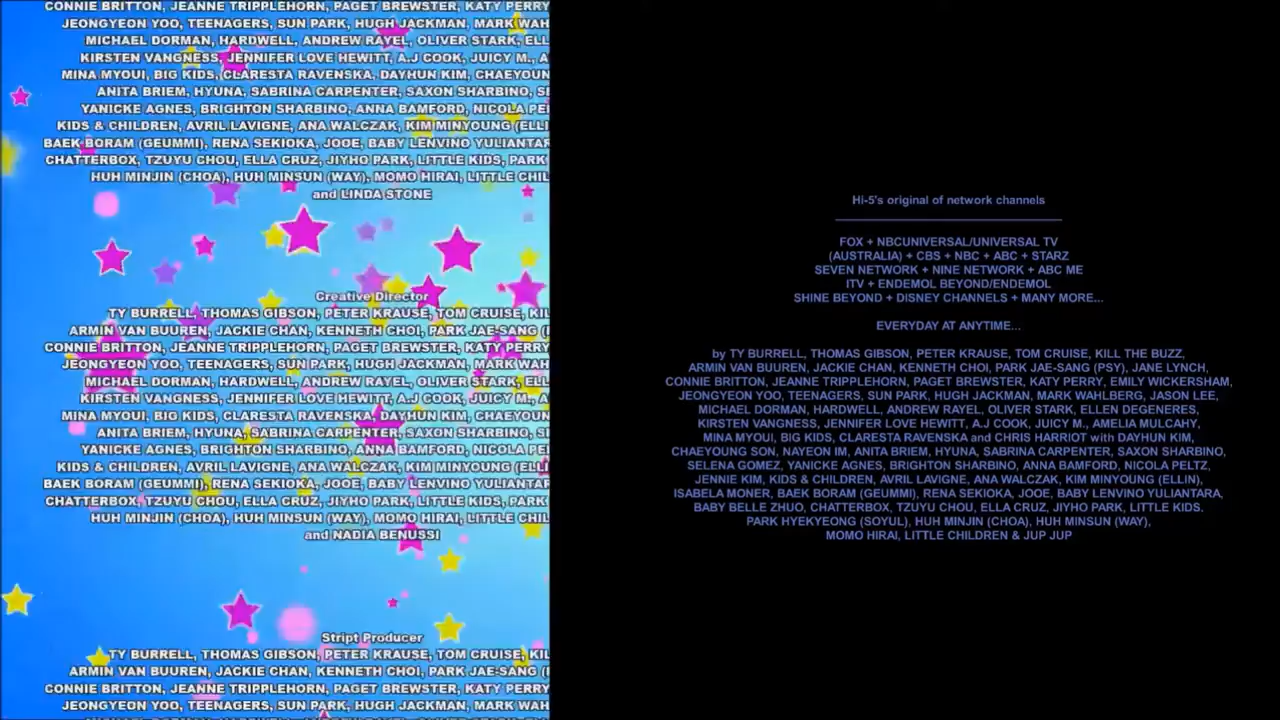 CONNIE BRITTON, JEANNE TRIPPLEHORN, PAGET BREWSTER, KATY PERRY
JEONGYEON YOO, TEENAGERS, SUN PARK, HUGH JACKMAN, MARK WAH
MICHAEL DORMAN, HARDWELL, ANDREW RAYEL, OLIVER STARK, ELL
KIRSTEN VANGNESS, JENNIFER LOVE HEWITT, A.J COOK, JUICY M., A
MINA MYOUI, BIG KIDS, CLARESTA RAVENSKA, DAYHUN KIM, CHAEYOUN
ANITA BRIEM, HYUNA, SABRINA CARPENTER, SAXON SHARBINO, S
YANICKE AGNES, BRIGHTON SHARBINO, ANNA BAMFORD, NICOLA PE
KIDS & CHILDREN, AVRIL LAVIGNE, ANA WALCZAK, KIM MINYOUNG (ELLI
BAEK BORAM (GEUMMI), RENA SEKIOKA, JOOE, BABY LENVINO YULIANTAR
CHATTERBOX, TZUYU CHOU, ELLA CRUZ, JIYHO PARK, LITTLE KIDS, PARK
HUH MINJIN (CHOA), HUH MINSUN (WAY), MOMO HIRAI, LITTLE CHIL
and LINDA STONE
Creative Director
TY BURRELL, THOMAS GIBSON, PETER KRAUSE, TOM CRUISE, KIL
ARMIN VAN BUUREN, JACKIE CHAN, KENNETH CHOI, PARK JAE-SANG (
CONNIE BRITTON, JEANNE TRIPPLEHORN, PAGET BREWSTER, KATY PERRY
JEONGYEON YOO, TEENAGERS, SUN PARK, HUGH JACKMAN, MARK WAH
MICHAEL DORMAN, HARDWELL, ANDREW RAYEL, OLIVER STARK, ELL
KIRSTEN VANGNESS, JENNIFER LOVE HEWITT, A.J COOK, JUICY M., A
MINA MYOUI, BIG KIDS, CLARESTA RAVENSKA, DAYHUN KIM, CHAEYOUN
ANITA BRIEM, HYUNA, SABRINA CARPENTER, SAXON SHARBINO, S
YANICKE AGNES, BRIGHTON SHARBINO, ANNA BAMFORD, NICOLA PE
KIDS & CHILDREN, AVRIL LAVIGNE, ANA WALCZAK, KIM MINYOUNG (ELLI
BAEK BORAM (GEUMMI), RENA SEKIOKA, JOOE, BABY LENVINO YULIANTAR
CHATTERBOX, TZUYU CHOU, ELLA CRUZ, JIYHO PARK, LITTLE KIDS, PARK
HUH MINJIN (CHOA), HUH MINSUN (WAY), MOMO HIRAI, LITTLE CHIL
and NADIA BENUSSI
Stript Producer
TY BURRELL, THOMAS GIBSON, PETER KRAUSE, TOM CRUISE, KIL
ARMIN VAN BUUREN, JACKIE CHAN, KENNETH CHOI, PARK JAE-SANG (
CONNIE BRITTON, JEANNE TRIPPLEHORN, PAGET BREWSTER, KATY PERRY
JEONGYEON YOO, TEENAGERS, SUN PARK, HUGH JACKMAN, MARK WAH
Hi-5's original of network channels
FOX + NBCUNIVERSAL/UNIVERSAL TV
(AUSTRALIA) + CBS + NBC + ABC + STARZ
SEVEN NETWORK + NINE NETWORK + ABC ME
ITV + ENDEMOL BEYOND/ENDEMOL
SHINE BEYOND + DISNEY CHANNELS + MANY MORE...
EVERYDAY AT ANYTIME...
by TY BURRELL, THOMAS GIBSON, PETER KRAUSE, TOM CRUISE, KILL THE BUZZ,
ARMIN VAN BUUREN, JACKIE CHAN, KENNETH CHOI, PARK JAE-SANG (PSY), JANE LYNCH,
CONNIE BRITTON, JEANNE TRIPPLEHORN, PAGET BREWSTER, KATY PERRY, EMILY WICKERSHAM,
JEONGYEON YOO, TEENAGERS, SUN PARK, HUGH JACKMAN, MARK WAHLBERG, JASON LEE,
MICHAEL DORMAN, HARDWELL, ANDREW RAYEL, OLIVER STARK, ELLEN DEGENERES,
KIRSTEN VANGNESS, JENNIFER LOVE HEWITT, A.J COOK, JUICY M., AMELIA MULCAHY,
MINA MYOUI, BIG KIDS, CLARESTA RAVENSKA and CHRIS HARRIOT with DAYHUN KIM,
CHAEYOUNG SON, NAYEON IM, ANITA BRIEM, HYUNA, SABRINA CARPENTER, SAXON SHARBINO,
SELENA GOMEZ, YANICKE AGNES, BRIGHTON SHARBINO, ANNA BAMFORD, NICOLA PELTZ,
JENNIE KIM, KIDS & CHILDREN, AVRIL LAVIGNE, ANA WALCZAK, KIM MINYOUNG (ELLIN),
ISABELA MONER, BAEK BORAM (GEUMMI), RENA SEKIOKA, JOOE, BABY LENVINO YULIANTARA,
BABY BELLE ZHUO, CHATTERBOX, TZUYU CHOU, ELLA CRUZ, JIYHO PARK, LITTLE KIDS.
PARK HYEKYEONG (SOYUL), HUH MINJIN (CHOA), HUH MINSUN (WAY),
MOMO HIRAI, LITTLE CHILDREN & JUP JUP